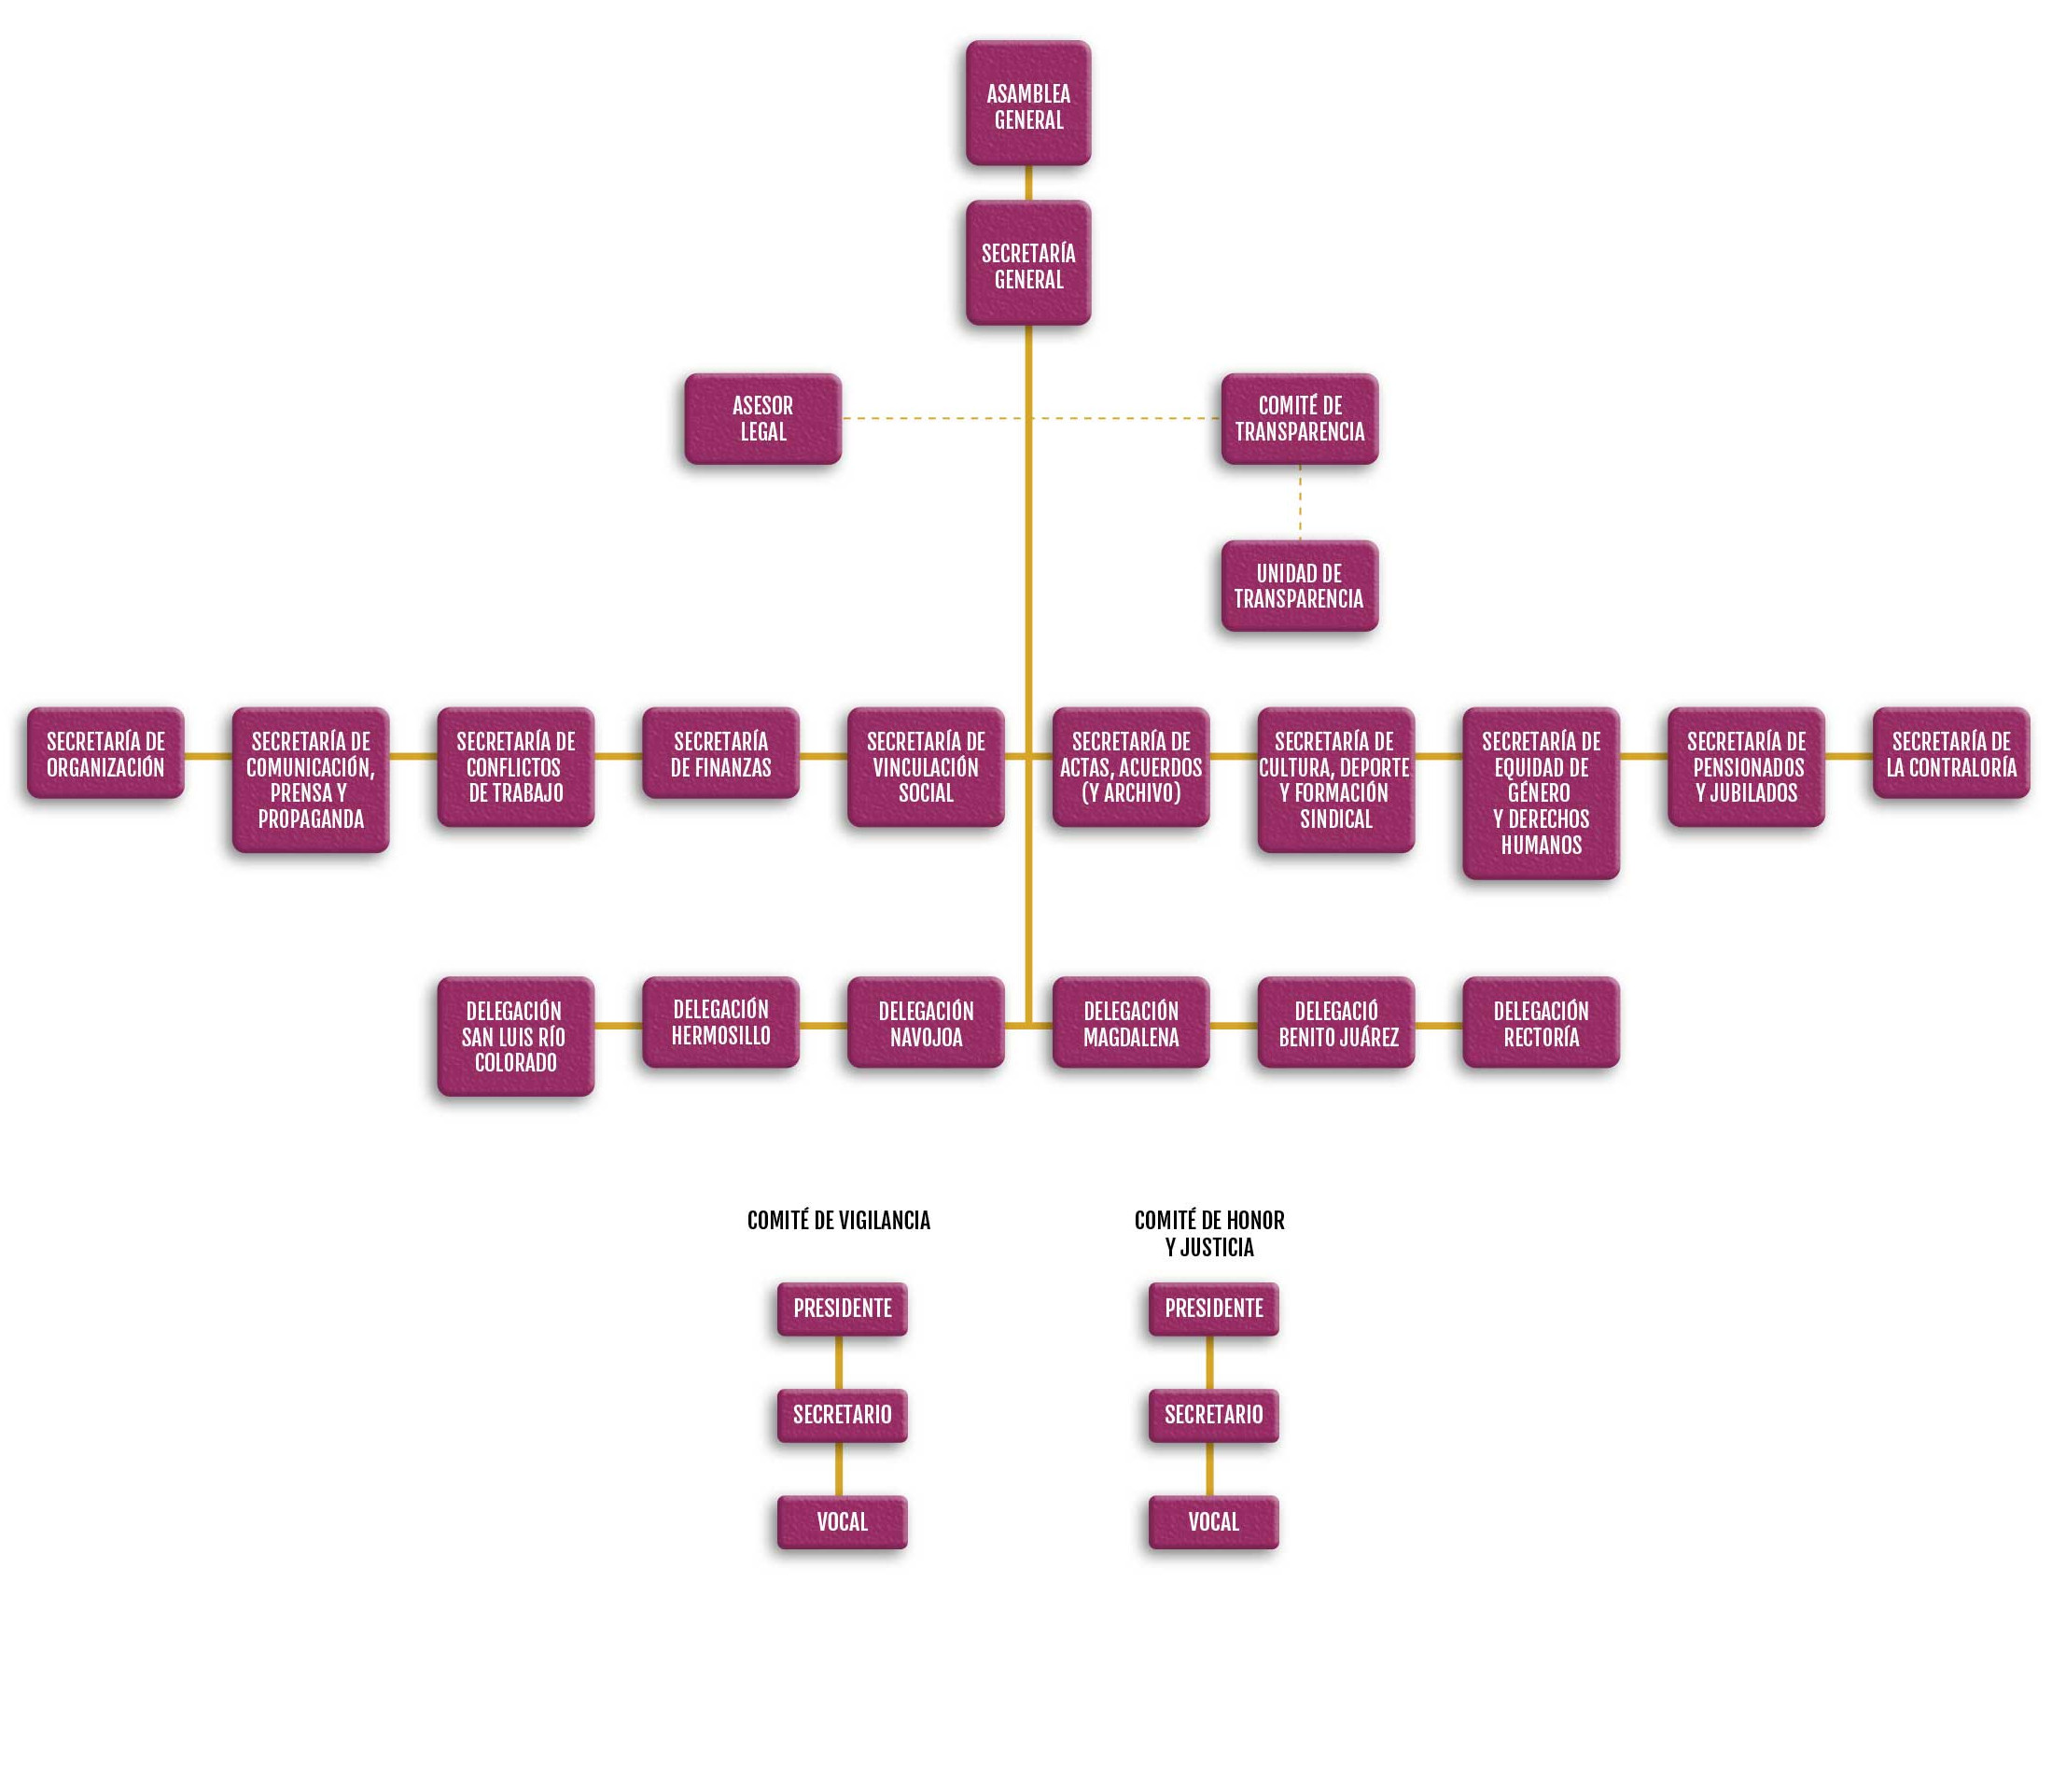 ASAMBLEA
GENERAL
SECRETARÍA
GENERAL
ASESOR
LEGAL
COMITÉ DE
TRANSPARENCIA
UNIDAD DE
TRANSPARENCIA
SECRETARÍA DE
ORGANIZACIÓN
SECRETARÍA DE
COMUNICACIÓN,
PRENSA Y
PROPAGANDA
SECRETARÍA DE
CONFLICTOS
DE TRABAJO
SECRETARÍA
DE FINANZAS
SECRETARÍA DE
VINCULACIÓN
SOCIAL
SECRETARÍA DE
ACTAS, ACUERDOS
(Y ARCHIVO)
SECRETARÍA DE
CULTURA, DEPORTE
Y FORMACIÓN
SINDICAL
SECRETARÍA DE
EQUIDAD DE
GÉNERO
Y DERECHOS
HUMANOS
SECRETARÍA DE
PENSIONADOS
Y JUBILADOS
SECRETARÍA DE
LA CONTRALORÍA
DELEGACIÓN
SAN LUIS RÍO
COLORADO
DELEGACIÓN
HERMOSILLO
DELEGACIÓN
NAVOJOA
DELEGACIÓN
MAGDALENA
DELEGACIÓ
BENITO JUÁREZ
DELEGACIÓN
RECTORÍA
COMITÉ DE VIGILANCIA
PRESIDENTE
SECRETARIO
VOCAL
COMITÉ DE HONOR
Y JUSTICIA
PRESIDENTE
SECRETARIO
VOCAL